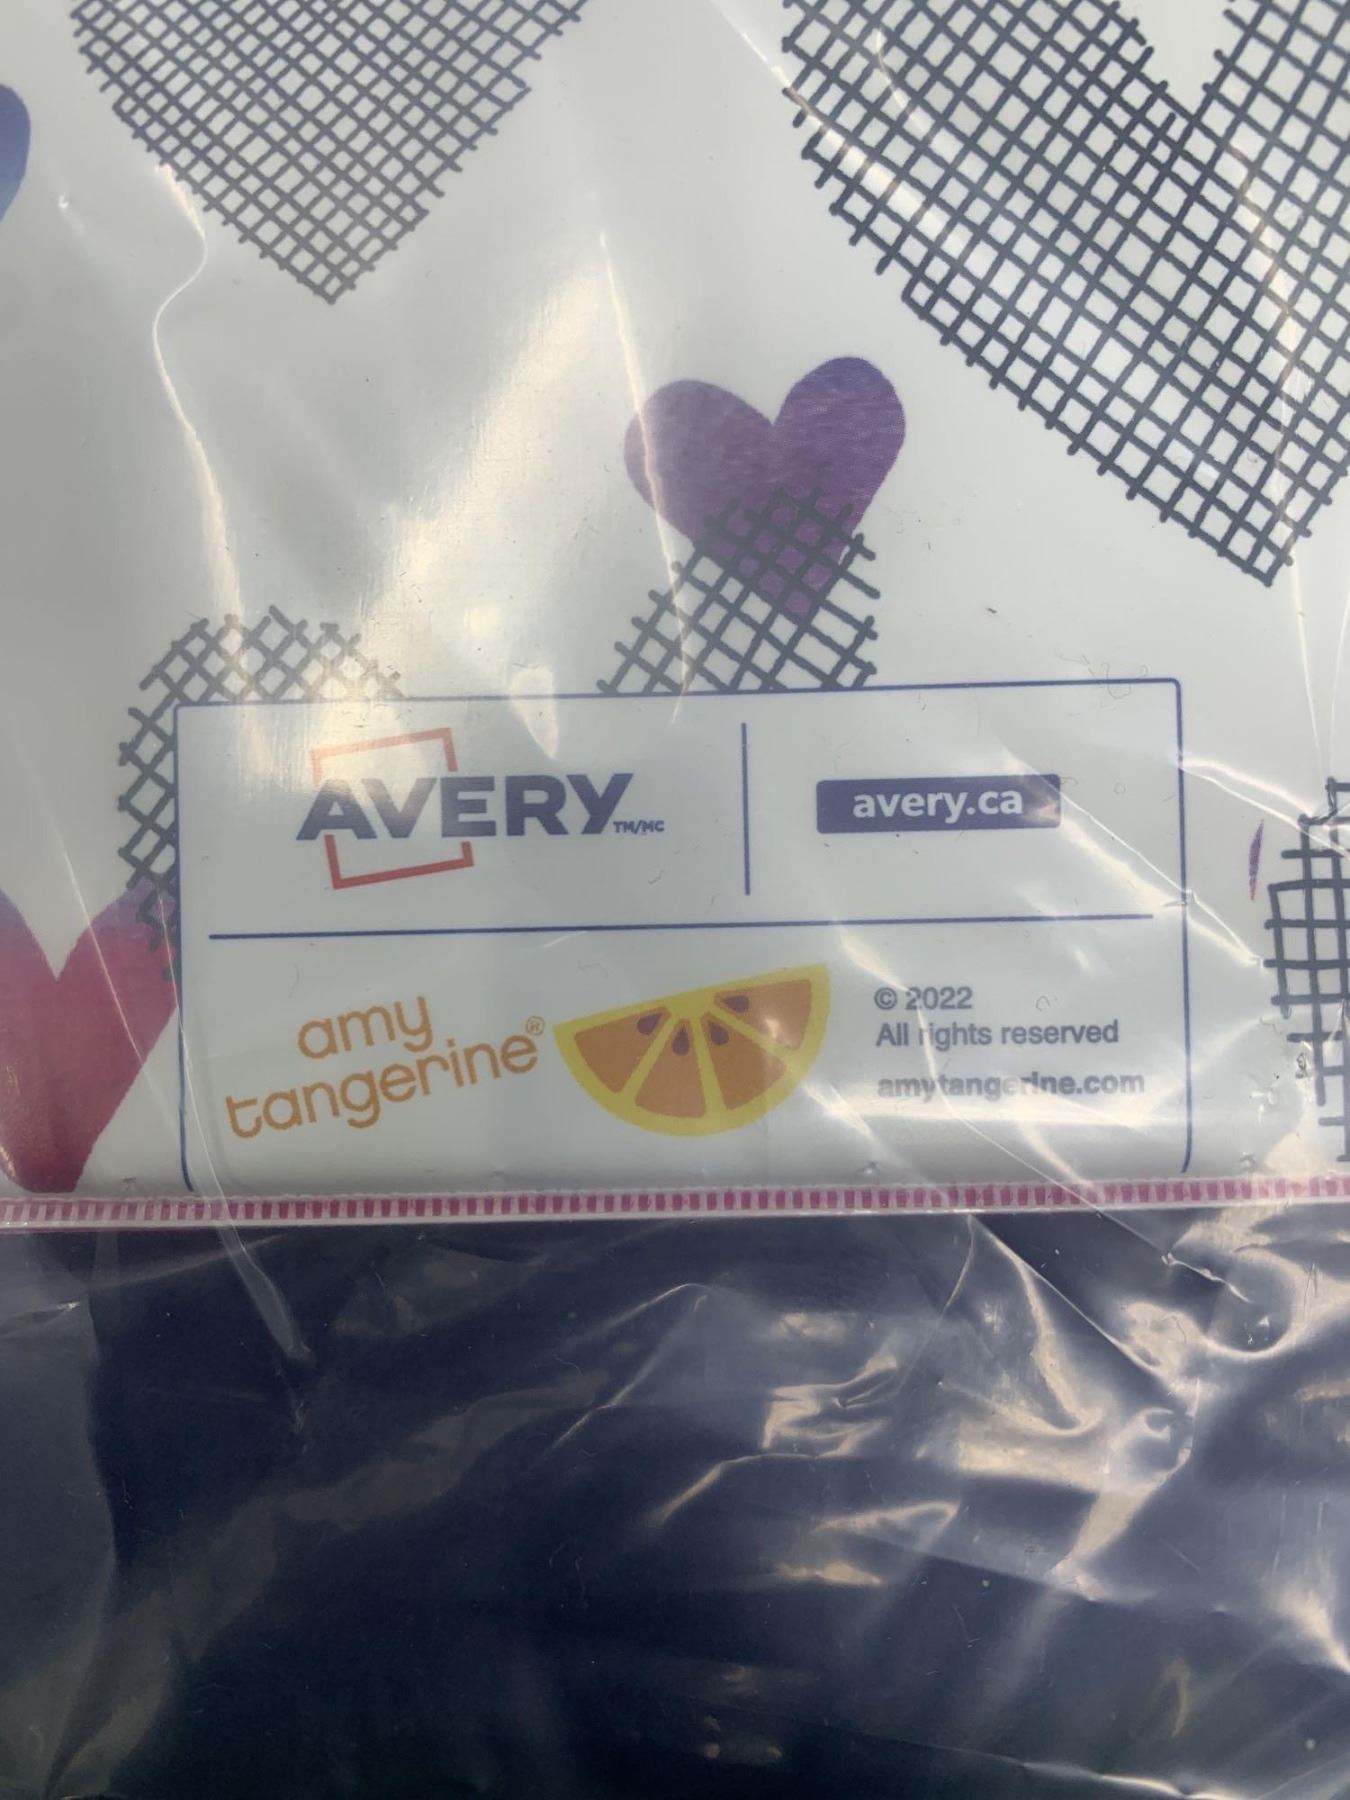 AVERY TM/MC
avery.ca
amy
tangerine®
© 2022
All rights reserved
amytangerine.com